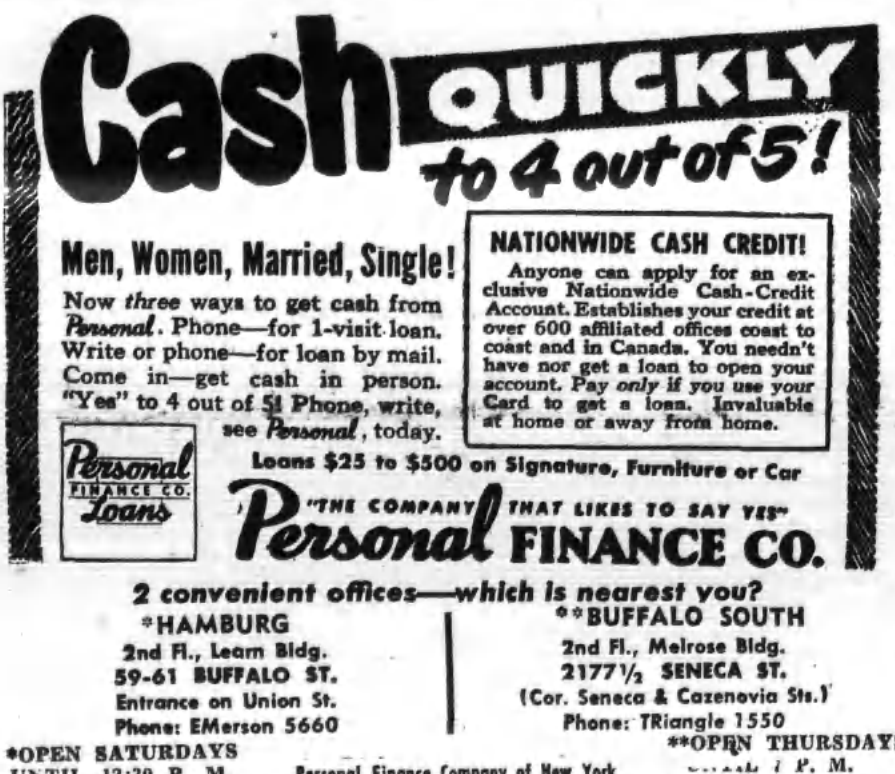 Cash QUICKLY
to 4 out of 5!
Men, Women, Married, Single!
Now three ways to get cash from
Personal. Phone—for 1-visit loan.
Write or phone—for loan by mail.
Come in—get cash in person.
"Yes" to 4 out of 5! Phone, write,
see Personal, today.
NATIONWIDE CASH CREDIT!
Anyone can apply for an ex-
clusive Nationwide Cash-Credit
Account. Establishes your credit at
over 600 affiliated offices coast to
coast and in Canada. You needn't
have nor get a loan to open your
account. Pay only if you use your
Card to get a loan. Invaluable
at home or away from home.
Loans $25 to $500 on Signature, Furniture or Car
Personal
FINANCE CO.
Loans
"THE COMPANY THAT LIKES TO SAY YES"
Personal FINANCE CO.
2 convenient offices—which is nearest you?
*HAMBURG
2nd Fl., Learn Bldg.
59-61 BUFFALO ST.
Entrance on Union St.
Phone: EMerson 5660
**BUFFALO SOUTH
2nd Fl., Melrose Bldg.
2177½ SENECA ST.
(Cor. Seneca & Cazenovia Sts.)
Phone: TRiangle 1550
*OPEN SATURDAYS
UNTIL 12:30 P. M.
Personal Finance Company of New York
**OPEN THURSDAY
7 P. M.